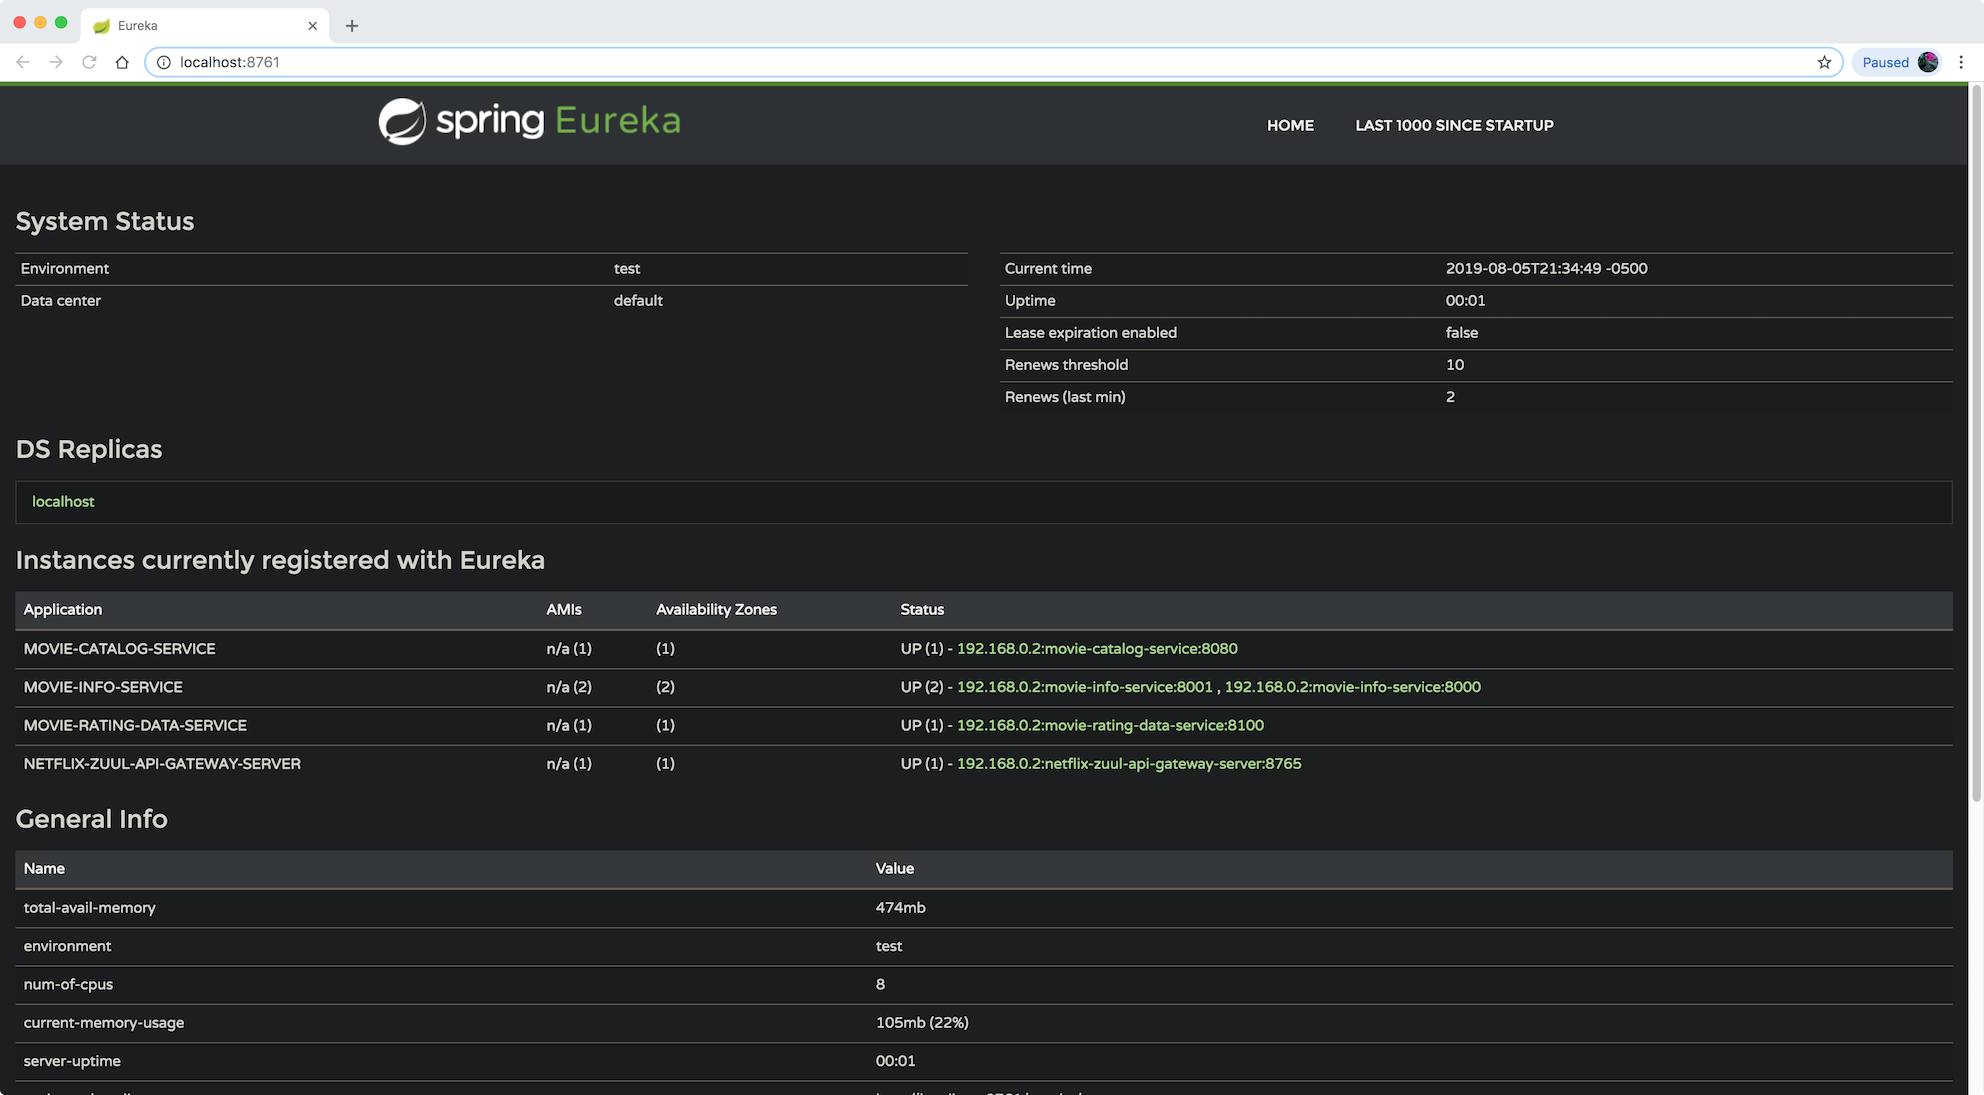 Eureka
localhost:8761
Paused
spring Eureka
HOME LAST 1000 SINCE STARTUP
System Status
Environment test
Data center default
Current time 2019-08-05T21:34:49 -0500
Uptime 00:01
Lease expiration enabled false
Renews threshold 10
Renews (last min) 2
DS Replicas
localhost
Instances currently registered with Eureka
Application AMIs Availability Zones Status
MOVIE-CATALOG-SERVICE n/a (1) (1) UP (1) - 192.168.0.2:movie-catalog-service:8080
MOVIE-INFO-SERVICE n/a (2) (2) UP (2) - 192.168.0.2:movie-info-service:8001 , 192.168.0.2:movie-info-service:8000
MOVIE-RATING-DATA-SERVICE n/a (1) (1) UP (1) - 192.168.0.2:movie-rating-data-service:8100
NETFLIX-ZUUL-API-GATEWAY-SERVER n/a (1) (1) UP (1) - 192.168.0.2:netflix-zuul-api-gateway-server:8765
General Info
Name Value
total-avail-memory 474mb
environment test
num-of-cpus 8
current-memory-usage 105mb (22%)
server-uptime 00:01